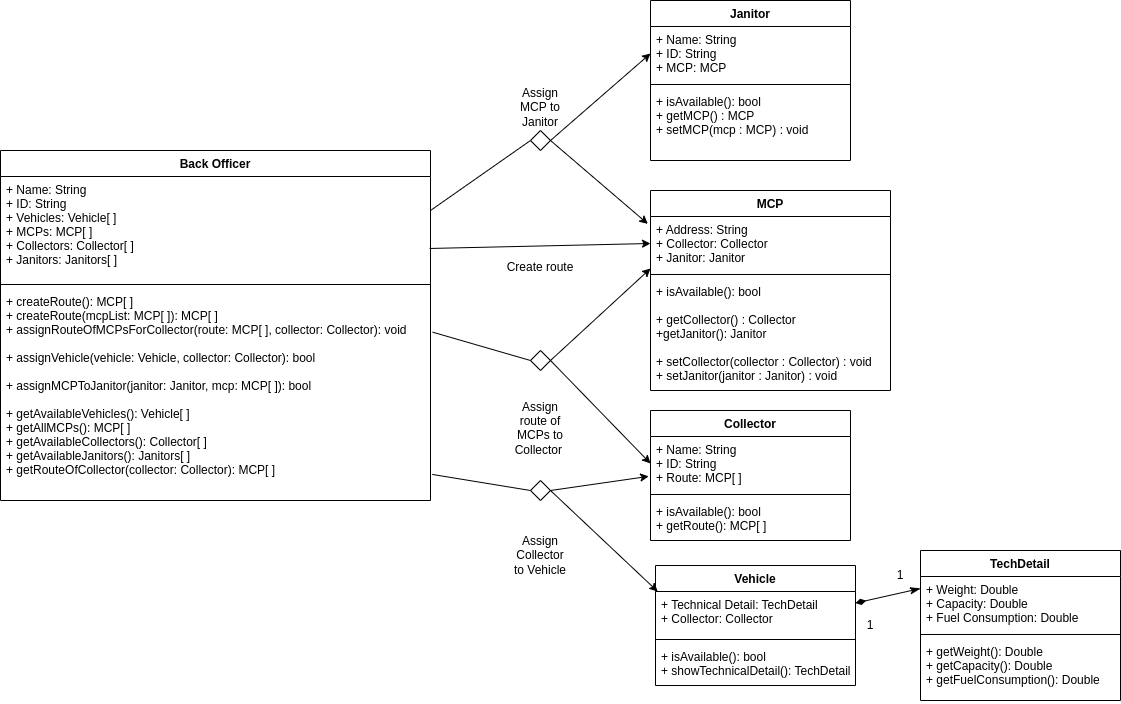 Janitor
+ Name: String
+ ID: String
+ MCP: MCP
+ isAvailable(): bool
+ getMCP() : MCP
+ setMCP(mcp : MCP) : void
Assign
MCP to
Janitor
Back Officer
+ Name: String
+ ID: String
+ Vehicles: Vehicle[ ]
+ MCPs: MCP[ ]
+ Collectors: Collector[ ]
+ Janitors: Janitors[ ]
+ createRoute(): MCP[ ]
+ createRoute(mcpList: MCP[ ]): MCP[ ]
+ assignRouteOfMCPsForCollector(route: MCP[ ], collector: Collector): void
+ assignVehicle(vehicle: Vehicle, collector: Collector): bool
+ assignMCPToJanitor(janitor: Janitor, mcp: MCP[ ]): bool
+ getAvailableVehicles(): Vehicle[ ]
+ getAllMCPs(): MCP[ ]
+ getAvailableCollectors(): Collector[ ]
+ getAvailableJanitors(): Janitors[ ]
+ getRouteOfCollector(collector: Collector): MCP[ ]
Create route
MCP
+ Address: String
+ Collector: Collector
+ Janitor: Janitor
+ isAvailable(): bool
+ getCollector() : Collector
+getJanitor(): Janitor
+ setCollector(collector : Collector) : void
+ setJanitor(janitor : Janitor) : void
Assign
route of
MCPs to
Collector
Collector
+ Name: String
+ ID: String
+ Route: MCP[ ]
+ isAvailable(): bool
+ getRoute(): MCP[ ]
Assign
Collector
to Vehicle
Vehicle
+ Technical Detail: TechDetail
+ Collector: Collector
+ isAvailable(): bool
+ showTechnicalDetail(): TechDetail
1
1
TechDetail
+ Weight: Double
+ Capacity: Double
+ Fuel Consumption: Double
+ getWeight(): Double
+ getCapacity(): Double
+ getFuelConsumption(): Double